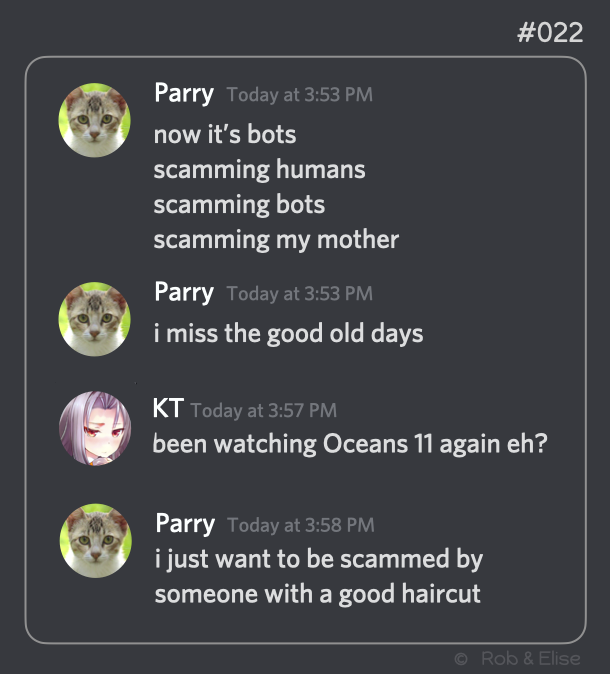 #022
Parry Today at 3:53 PM
now it’s bots
scamming humans
scamming bots
scamming my mother
Parry Today at 3:53 PM
i miss the good old days
KT Today at 3:57 PM
been watching Oceans 11 again eh?
Parry Today at 3:58 PM
i just want to be scammed by
someone with a good haircut
© Rob & Elise